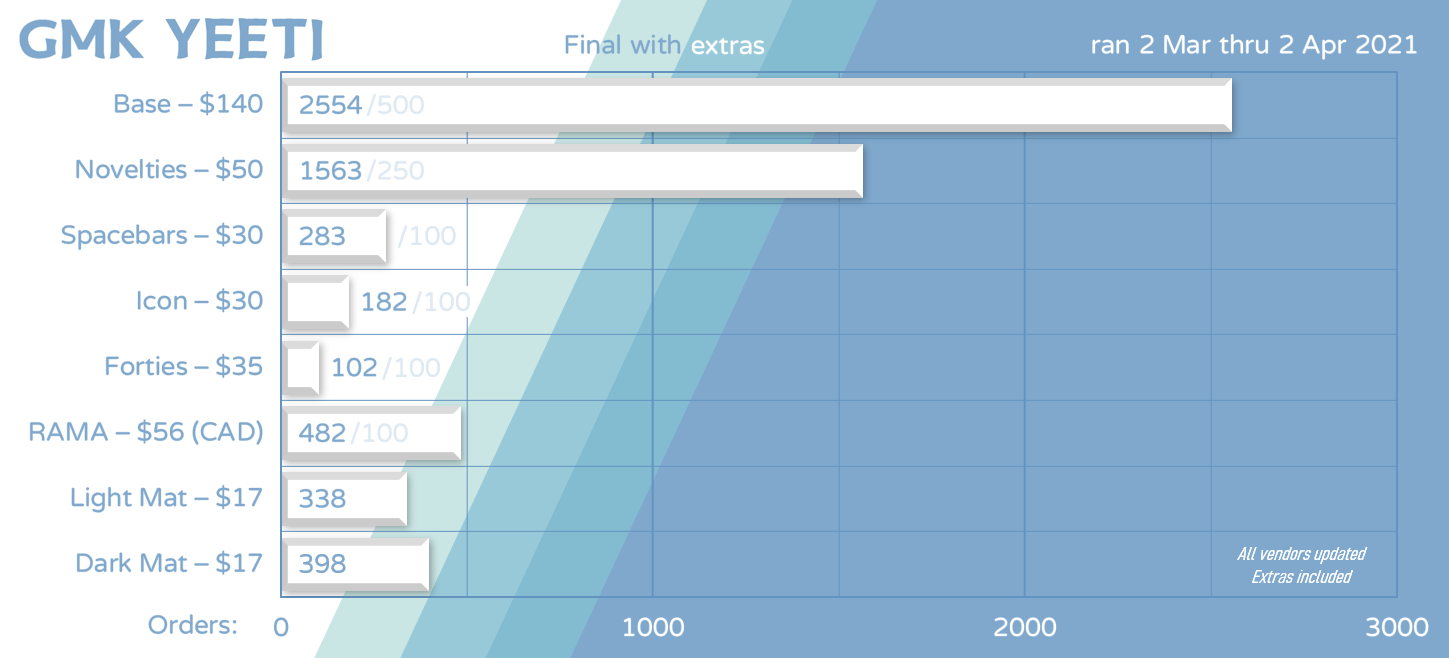 GMK YEETI
Final with extras
ran 2 Mar thru 2 Apr 2021
Base – $140 2554/500
Novelties – $50 1563/250
Spacebars – $30 283 /100
Icon – $30 182/100
Forties – $35 102/100
RAMA – $56 (CAD) 482/100
Light Mat – $17 338
Dark Mat – $17 398
All vendors updated
Extras included
Orders: 0 1000 2000 3000